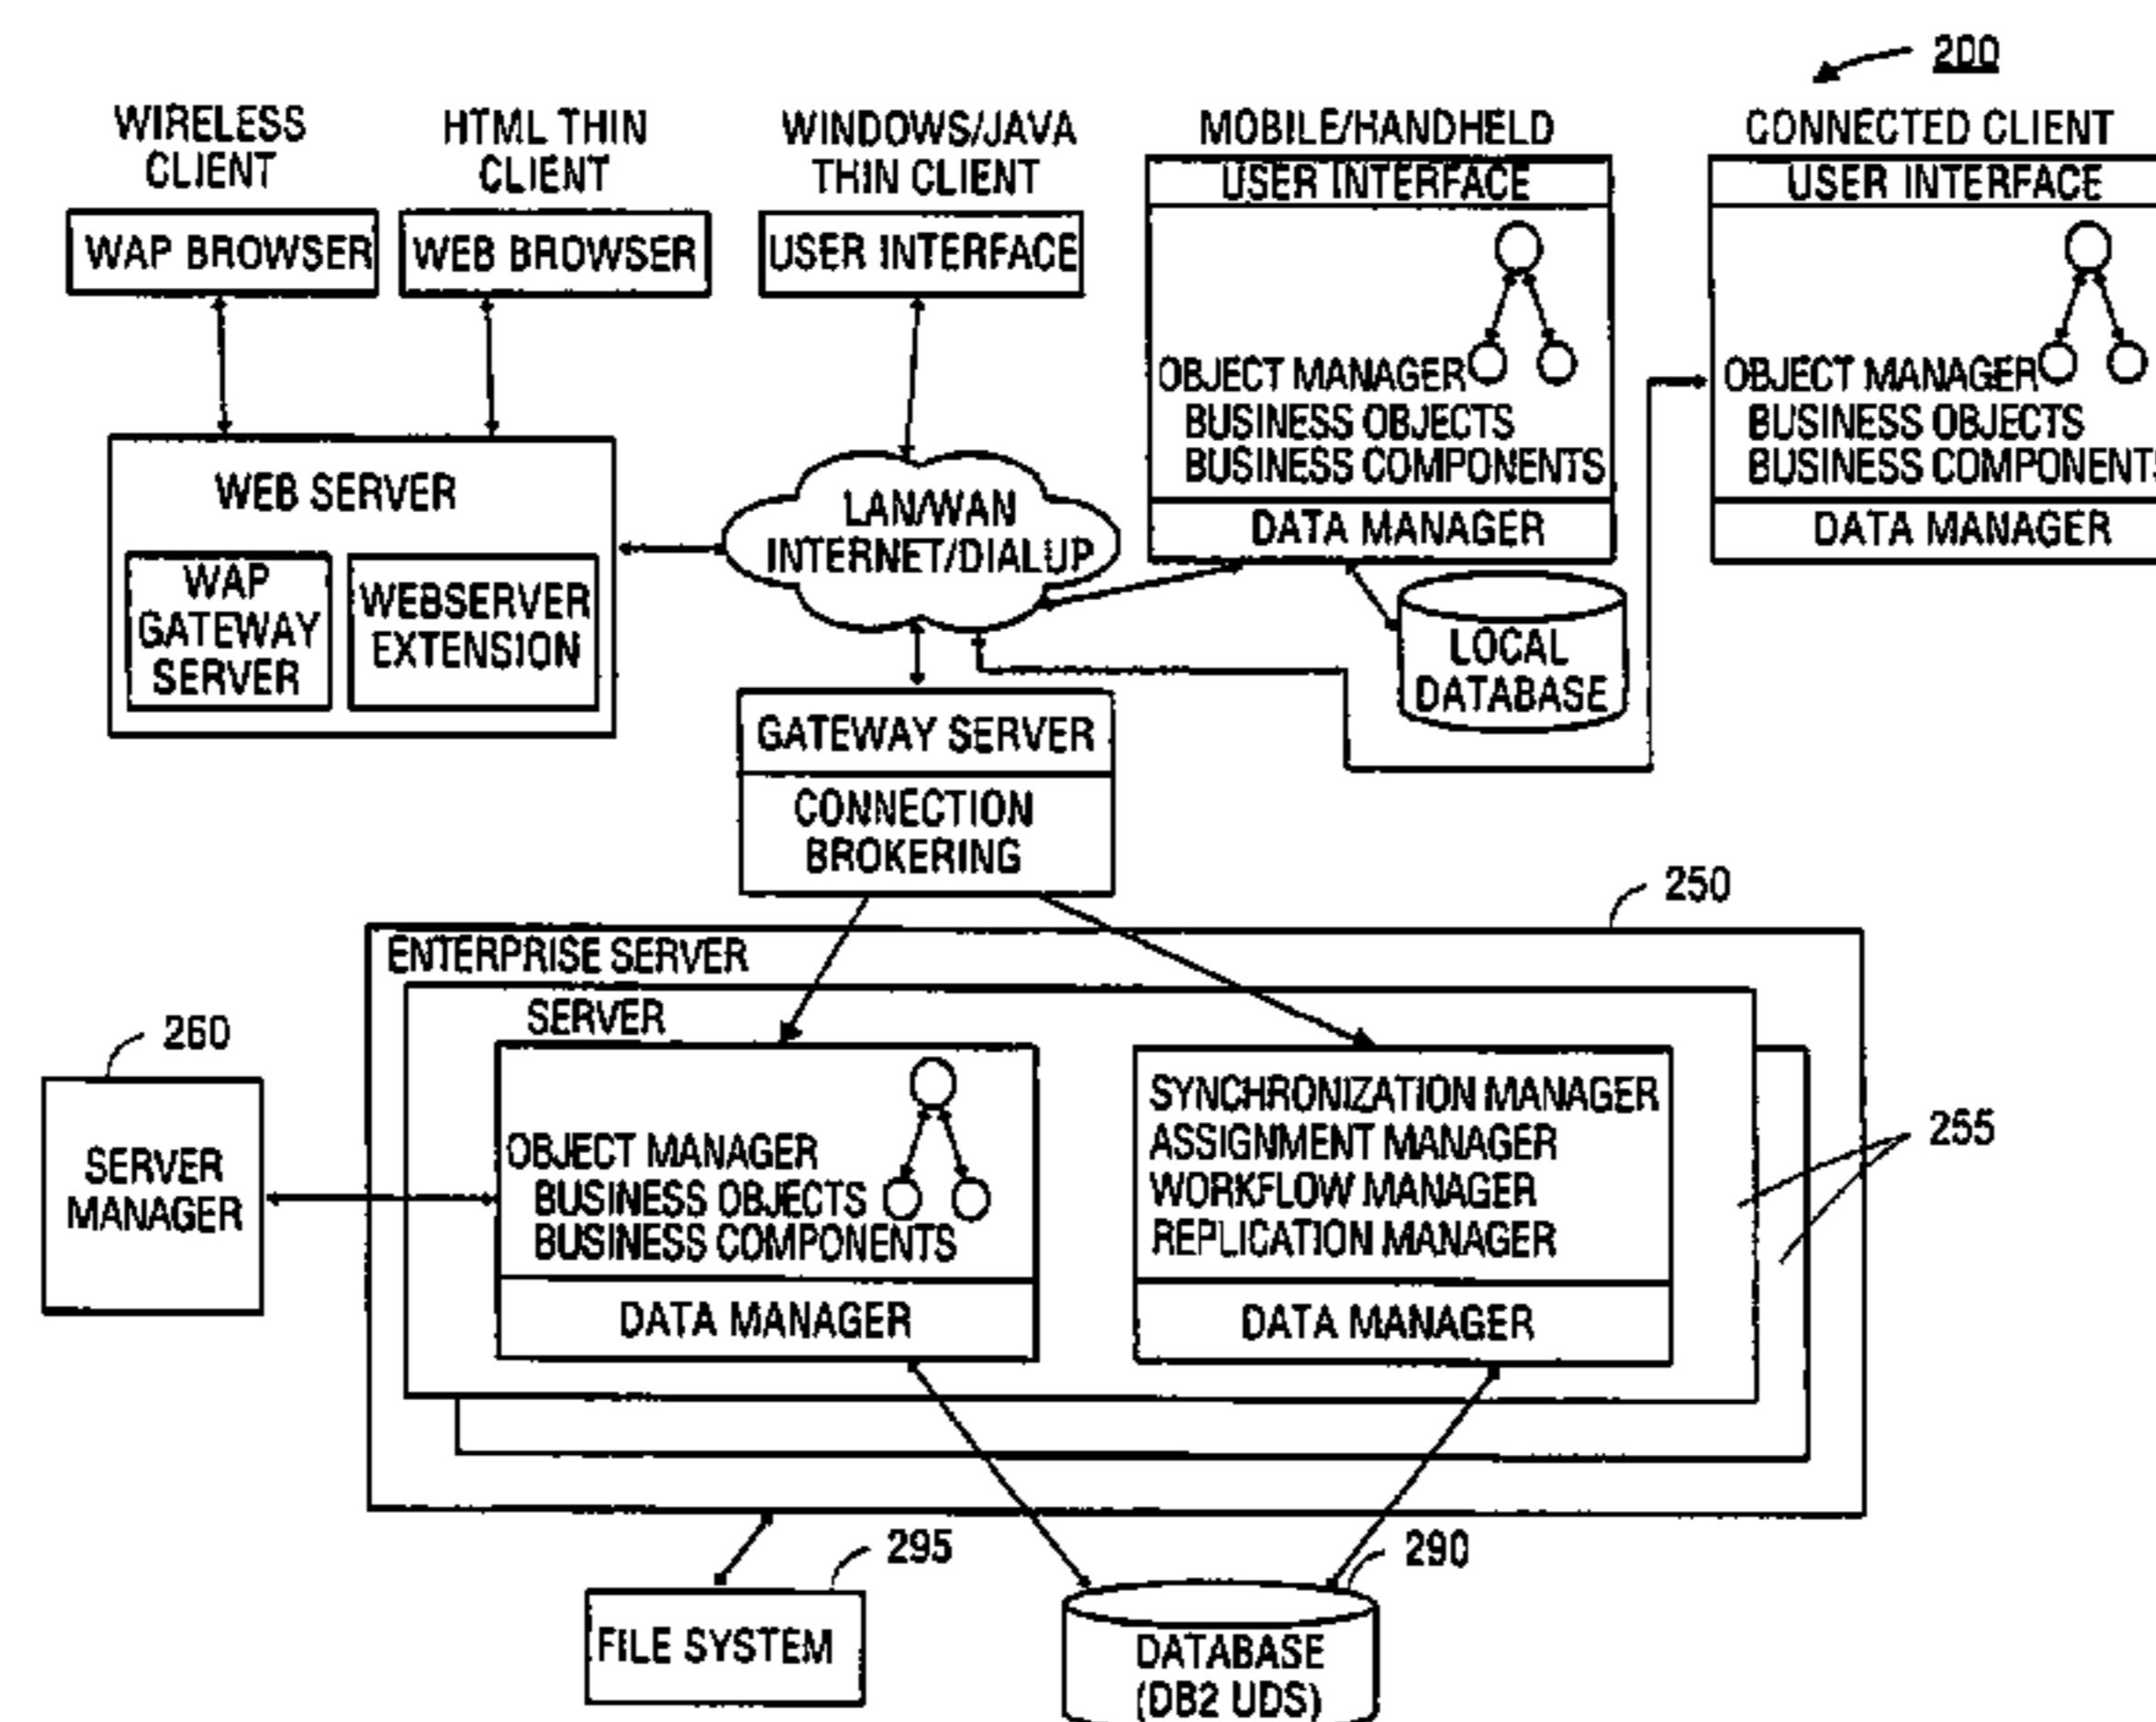 200
WIRELESS
CLIENT
HTML THIN
CLIENT
WINDOWS/JAVA
THIN CLIENT
MOBILE/HANDHELD
CONNECTED CLIENT
WAP BROWSER
WEB BROWSER
USER INTERFACE
USER INTERFACE
OBJECT MANAGER
BUSINESS OBJECTS
BUSINESS COMPONENTS
DATA MANAGER
USER INTERFACE
OBJECT MANAGER
BUSINESS OBJECTS
BUSINESS COMPONENTS
DATA MANAGER
WEB SERVER
WAP
GATEWAY
SERVER
WEBSERVER
EXTENSION
LAN/WAN
INTERNET/DIALUP
LOCAL
DATABASE
GATEWAY SERVER
CONNECTION
BROKERING
250
ENTERPRISE SERVER
SERVER
260
SERVER
MANAGER
OBJECT MANAGER
BUSINESS OBJECTS
BUSINESS COMPONENTS
DATA MANAGER
SYNCHRONIZATION MANAGER
ASSIGNMENT MANAGER
WORKFLOW MANAGER
REPLICATION MANAGER
DATA MANAGER
255
295
FILE SYSTEM
290
DATABASE
(DB2 UDS)